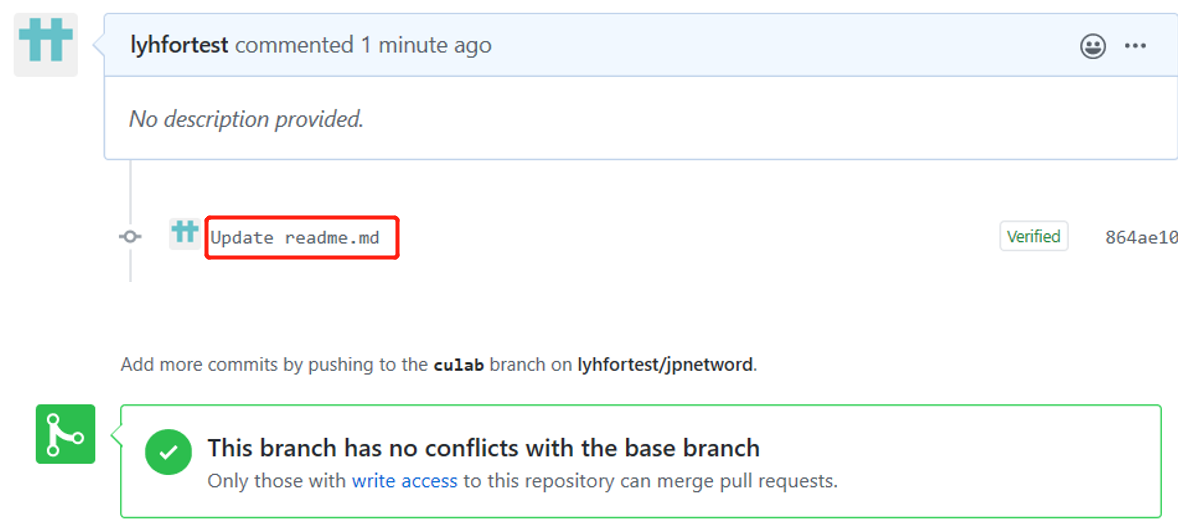 lyhfortest commented 1 minute ago
No description provided.
Update readme.md Verified 864ae10
Add more commits by pushing to the culab branch on lyhfortest/jpnetword.
This branch has no conflicts with the base branch
Only those with write access to this repository can merge pull requests.